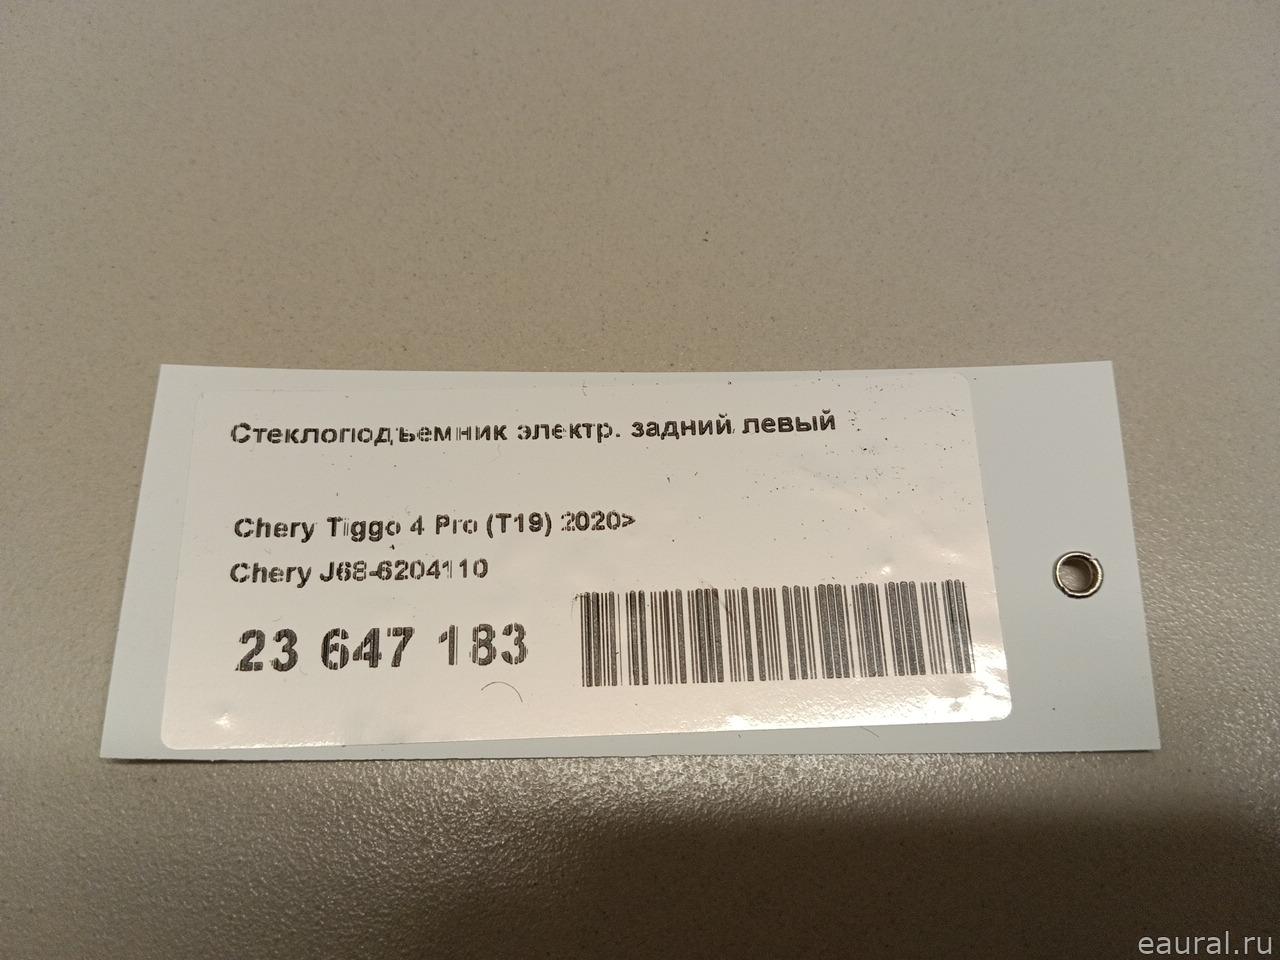 Стеклоподъемник электр. задний левый
Chery Tiggo 4 Pro (T19) 2020>
Chery J68-6204110
23 647 183
eaural.ru